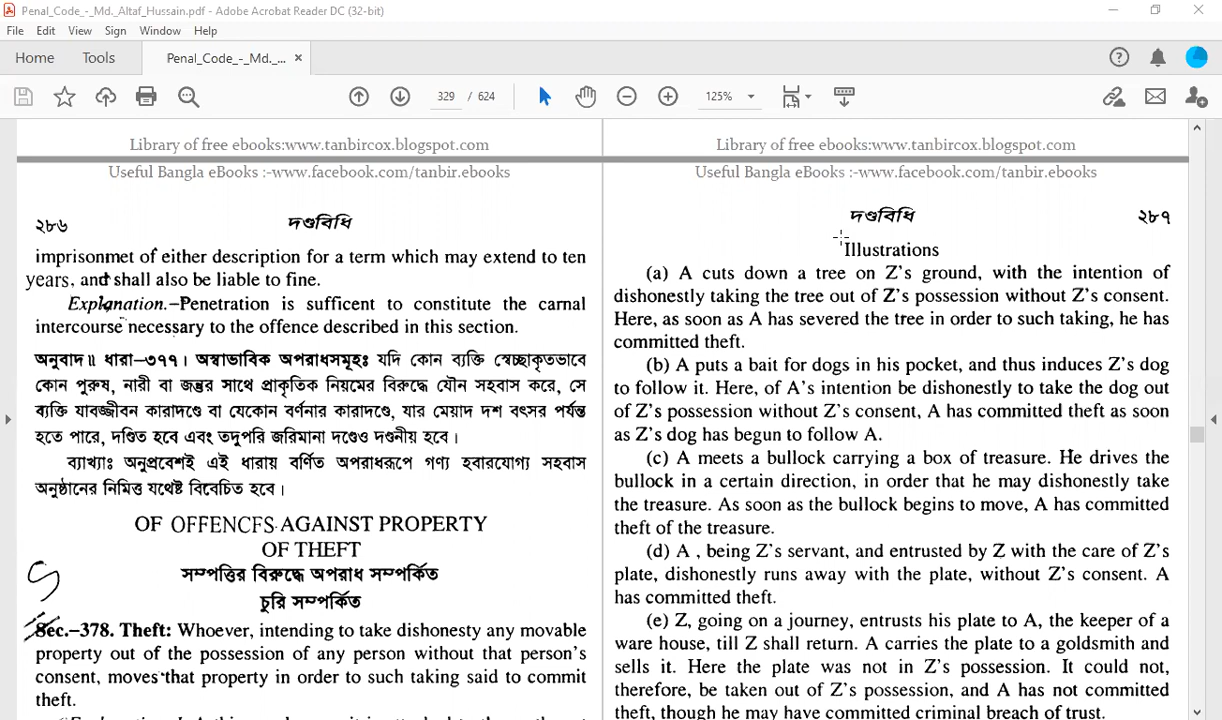 Penal_Code_-_Md._Altaf_Hussain.pdf - Adobe Acrobat Reader DC (32-bit)
File Edit View Sign Window Help
Home Tools Penal_Code_-_Md._... ×
329 / 624 125%
Library of free ebooks:www.tanbircox.blogspot.com
Useful Bangla eBooks :-www.facebook.com/tanbir.ebooks
২৮৬ দণ্ডবিধি
imprisonmet of either description for a term which may extend to ten
years, and shall also be liable to fine.
Explanation.–Penetration is sufficent to constitute the carnal
intercourse necessary to the offence described in this section.
অনুবাদ॥ ধারা–৩৭৭। অস্বাভাবিক অপরাধসমূহঃ যদি কোন ব্যক্তি স্বেচ্ছাকৃতভাবে
কোন পুরুষ, নারী বা জন্তুর সাথে প্রাকৃতিক নিয়মের বিরুদ্ধে যৌন সহবাস করে, সে
ব্যক্তি যাবজ্জীবন কারাদণ্ডে বা যেকোন বর্ণনার কারাদণ্ডে, যার মেয়াদ দশ বৎসর পর্যন্ত
হতে পারে, দণ্ডিত হবে এবং তদুপরি জরিমানা দণ্ডেও দণ্ডনীয় হবে।
ব্যাখ্যাঃ অনুপ্রবেশই এই ধারায় বর্ণিত অপরাধরূপে গণ্য হবারযোগ্য সহবাস
অনুষ্ঠানের নিমিত্ত যথেষ্ট বিবেচিত হবে।
OF OFFENCFS AGAINST PROPERTY
OF THEFT
সম্পত্তির বিরুদ্ধে অপরাধ সম্পর্কিত
চুরি সম্পর্কিত
Sec.–378. Theft: Whoever, intending to take dishonesty any movable
property out of the possession of any person without that person's
consent, moves that property in order to such taking said to commit
theft.
Library of free ebooks:www.tanbircox.blogspot.com
Useful Bangla eBooks :-www.facebook.com/tanbir.ebooks
দণ্ডবিধি ২৮৭
Illustrations
(a) A cuts down a tree on Z's ground, with the intention of
dishonestly taking the tree out of Z's possession without Z's consent.
Here, as soon as A has severed the tree in order to such taking, he has
committed theft.
(b) A puts a bait for dogs in his pocket, and thus induces Z's dog
to follow it. Here, of A's intention be dishonestly to take the dog out
of Z's possession without Z's consent, A has committed theft as soon
as Z's dog has begun to follow A.
(c) A meets a bullock carrying a box of treasure. He drives the
bullock in a certain direction, in order that he may dishonestly take
the treasure. As soon as the bullock begins to move, A has committed
theft of the treasure.
(d) A , being Z's servant, and entrusted by Z with the care of Z's
plate, dishonestly runs away with the plate, without Z's consent. A
has committed theft.
(e) Z, going on a journey, entrusts his plate to A, the keeper of a
ware house, till Z shall return. A carries the plate to a goldsmith and
sells it. Here the plate was not in Z's possession. It could not,
therefore, be taken out of Z's possession, and A has not committed
theft, though he may have committed criminal breach of trust.